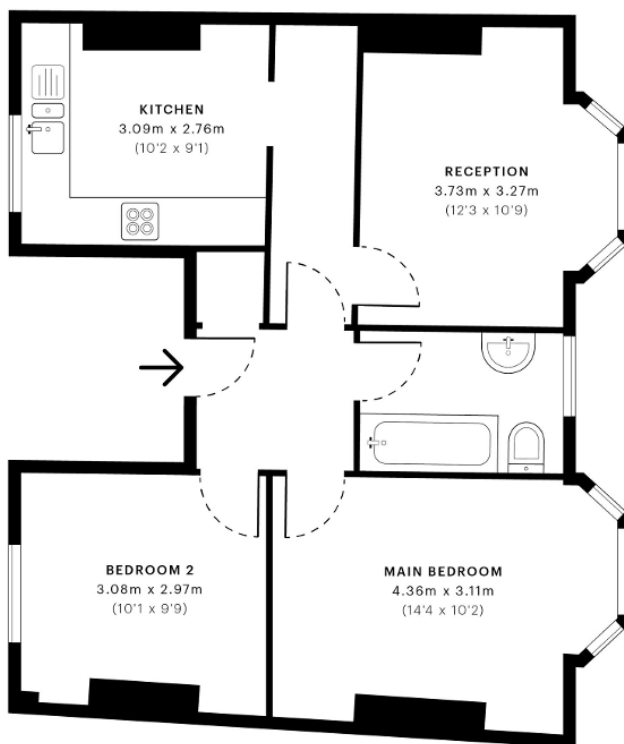 KITCHEN
3.09m x 2.76m
(10'2 x 9'1)
RECEPTION
3.73m x 3.27m
(12'3 x 10'9)
BEDROOM 2
3.08m x 2.97m
(10'1 x 9'9)
MAIN BEDROOM
4.36m x 3.11m
(14'4 x 10'2)